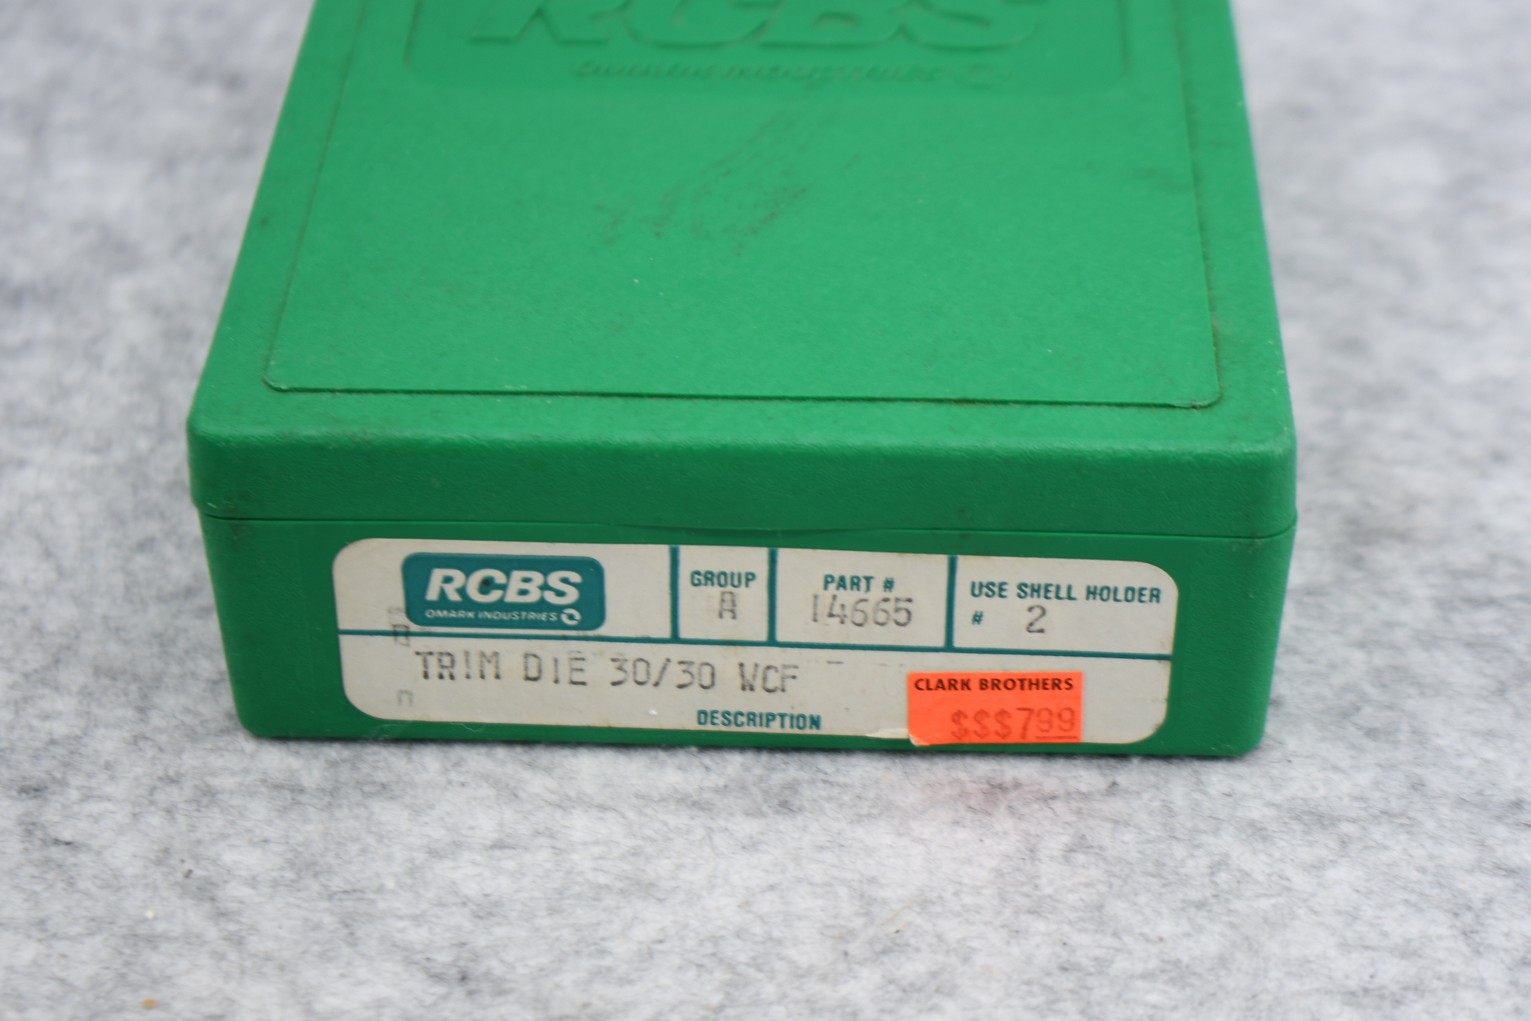 RCBS
RCBS
OMARK INDUSTRIES
GROUP
A
PART #
14665
USE SHELL HOLDER
# 2
TRIM DIE 30/30 WCF
DESCRIPTION
CLARK BROTHERS
$$$799